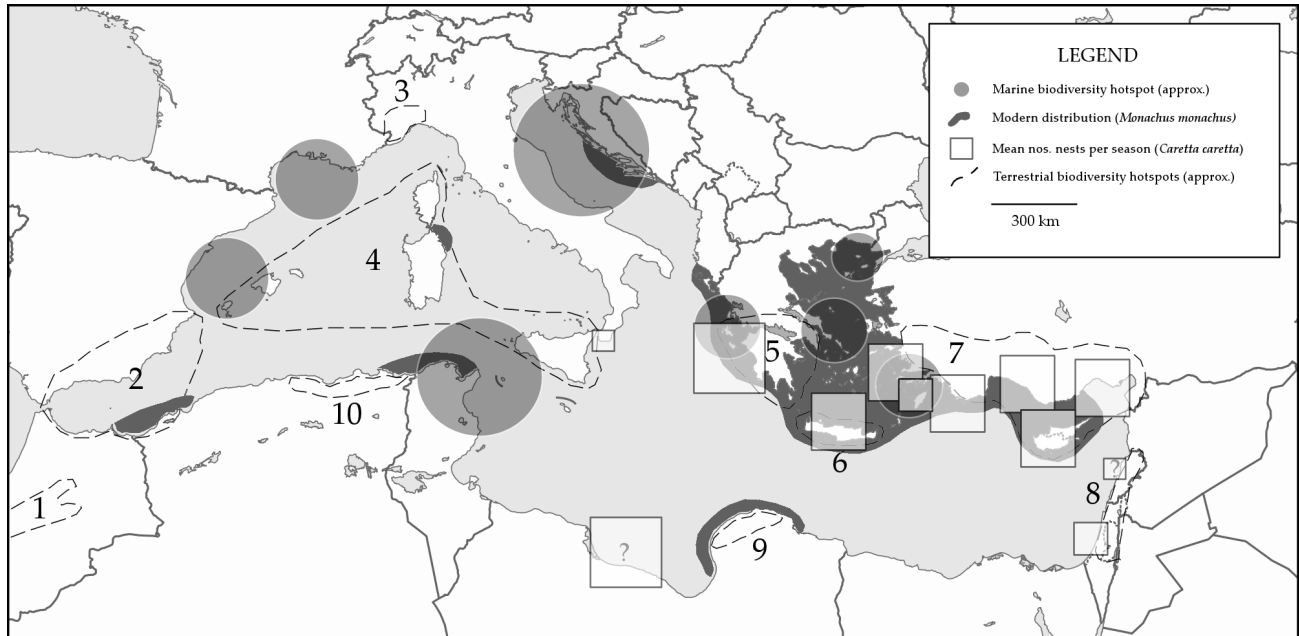 LEGEND
Marine biodiversity hotspot (approx.)
Modern distribution (Monachus monachus)
Mean nos. nests per season (Caretta caretta)
Terrestrial biodiversity hotspots (approx.)
300 km
3
4
2
5
7
10
6
?
8
1
9
?